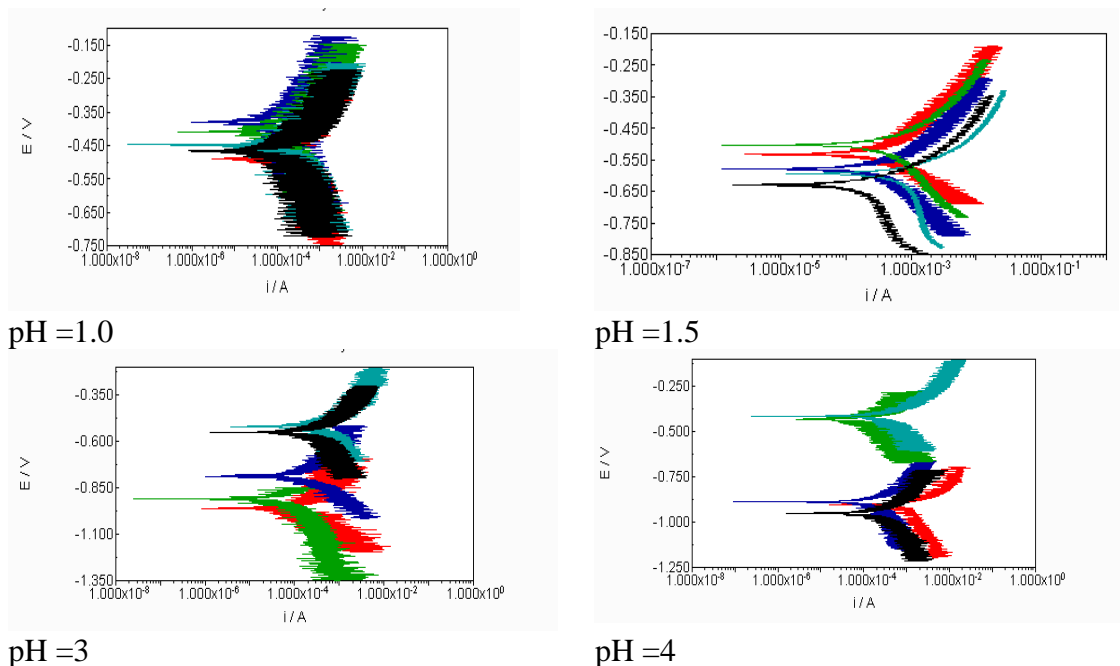 -0.150
-0.250
-0.350
-0.450
-0.550
-0.650
-0.750
E / V
1.000x10⁻⁸ 1.000x10⁻⁶ 1.000x10⁻⁴ 1.000x10⁻² 1.000x10⁰
i / A
pH =1.0
-0.150
-0.250
-0.350
-0.450
-0.550
-0.650
-0.750
-0.850
E / V
1.000x10⁻⁷ 1.000x10⁻⁵ 1.000x10⁻³ 1.000x10⁻¹
i / A
pH =1.5
-0.350
-0.600
-0.850
-1.100
-1.350
E / V
1.000x10⁻⁸ 1.000x10⁻⁶ 1.000x10⁻⁴ 1.000x10⁻² 1.000x10⁰
i / A
pH =3
-0.250
-0.500
-0.750
-1.000
-1.250
E / V
1.000x10⁻⁸ 1.000x10⁻⁶ 1.000x10⁻⁴ 1.000x10⁻² 1.000x10⁰
i / A
pH =4